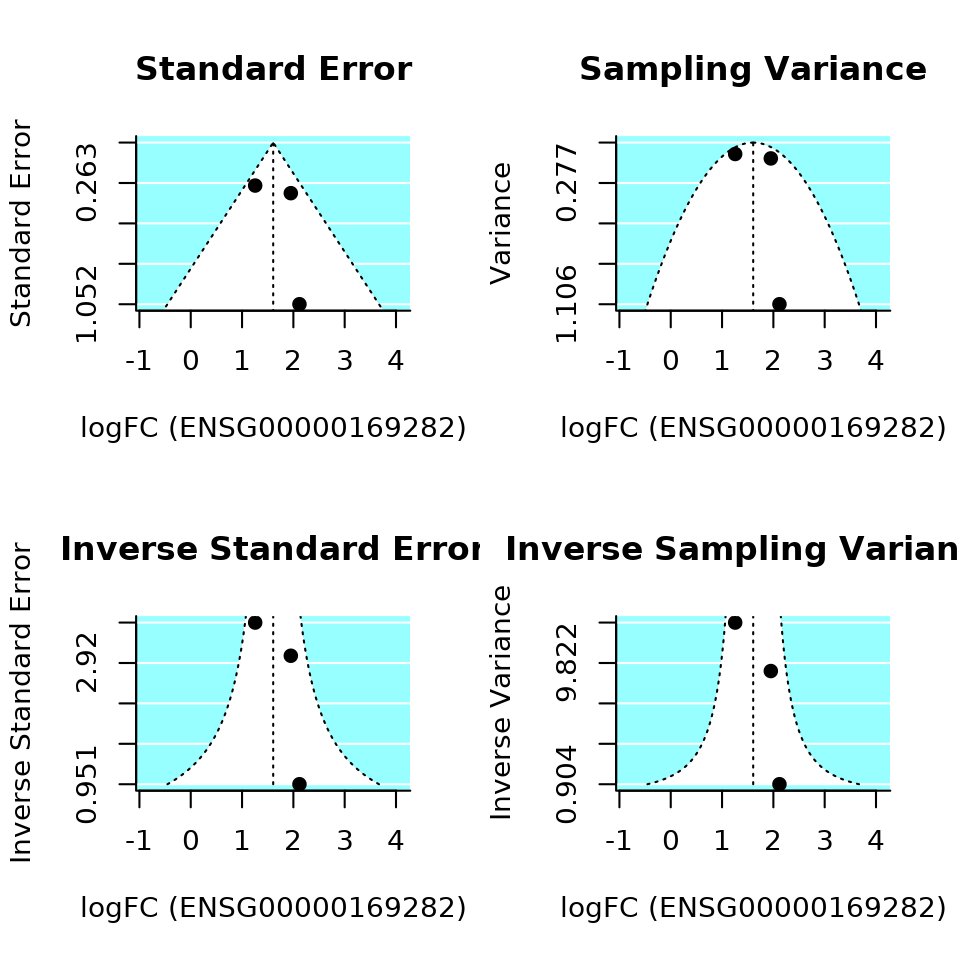 Standard Error
Standard Error
0.263
1.052
-1 0 1 2 3 4
logFC (ENSG00000169282)
Sampling Variance
Variance
0.277
1.106
-1 0 1 2 3 4
logFC (ENSG00000169282)
Inverse Standard Error
Inverse Standard Error
2.92
0.951
-1 0 1 2 3 4
logFC (ENSG00000169282)
Inverse Sampling Varian
Inverse Variance
9.822
0.904
-1 0 1 2 3 4
logFC (ENSG00000169282)